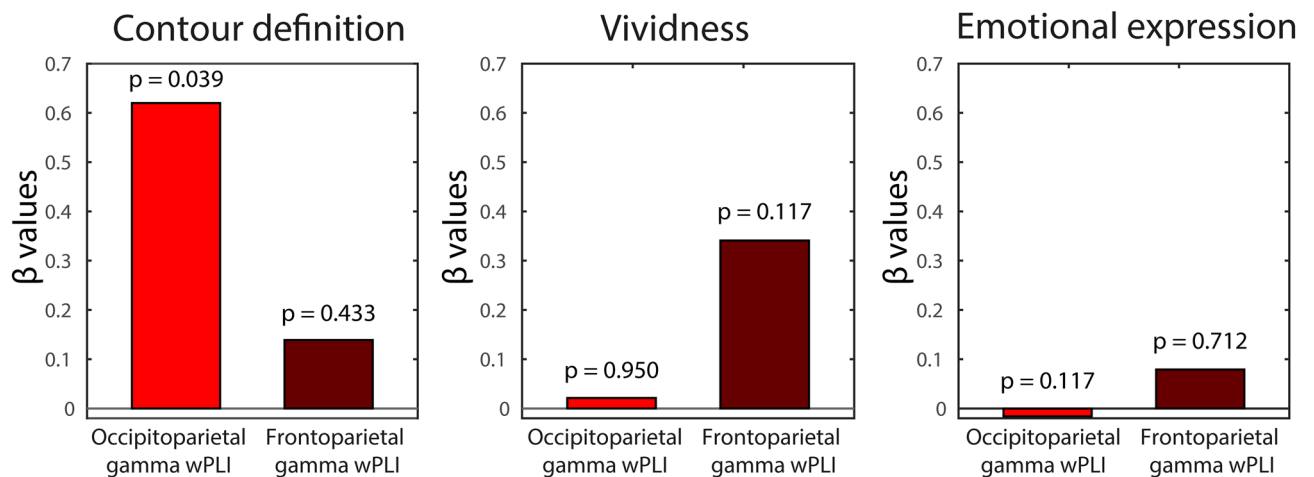 Contour definition
β values
0.7
0.6
0.5
0.4
0.3
0.2
0.1
0
p = 0.039
p = 0.433
Occipitoparietal
gamma wPLI
Frontoparietal
gamma wPLI
Vividness
β values
0.7
0.6
0.5
0.4
0.3
0.2
0.1
0
p = 0.950
p = 0.117
Occipitoparietal
gamma wPLI
Frontoparietal
gamma wPLI
Emotional expression
β values
0.7
0.6
0.5
0.4
0.3
0.2
0.1
0
p = 0.117
p = 0.712
Occipitoparietal
gamma wPLI
Frontoparietal
gamma wPLI